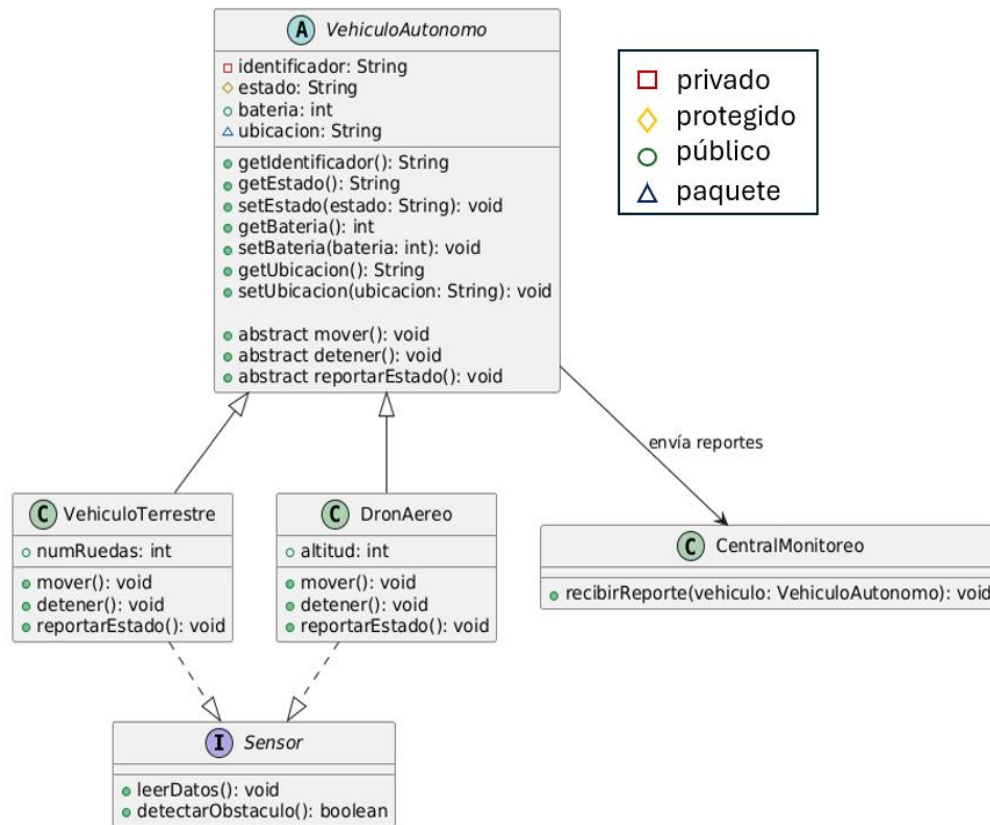 A VehiculoAutonomo
identificador: String
estado: String
bateria: int
ubicacion: String
getIdentificador(): String
getEstado(): String
setEstado(estado: String): void
getBateria(): int
setBateria(bateria: int): void
getUbicacion(): String
setUbicacion(ubicacion: String): void
abstract mover(): void
abstract detener(): void
abstract reportarEstado(): void
privado
protegido
público
paquete
envía reportes
C VehiculoTerrestre
numRuedas: int
mover(): void
detener(): void
reportarEstado(): void
C DronAereo
altitud: int
mover(): void
detener(): void
reportarEstado(): void
C CentralMonitoreo
recibirReporte(vehiculo: VehiculoAutonomo): void
I Sensor
leerDatos(): void
detectarObstaculo(): boolean